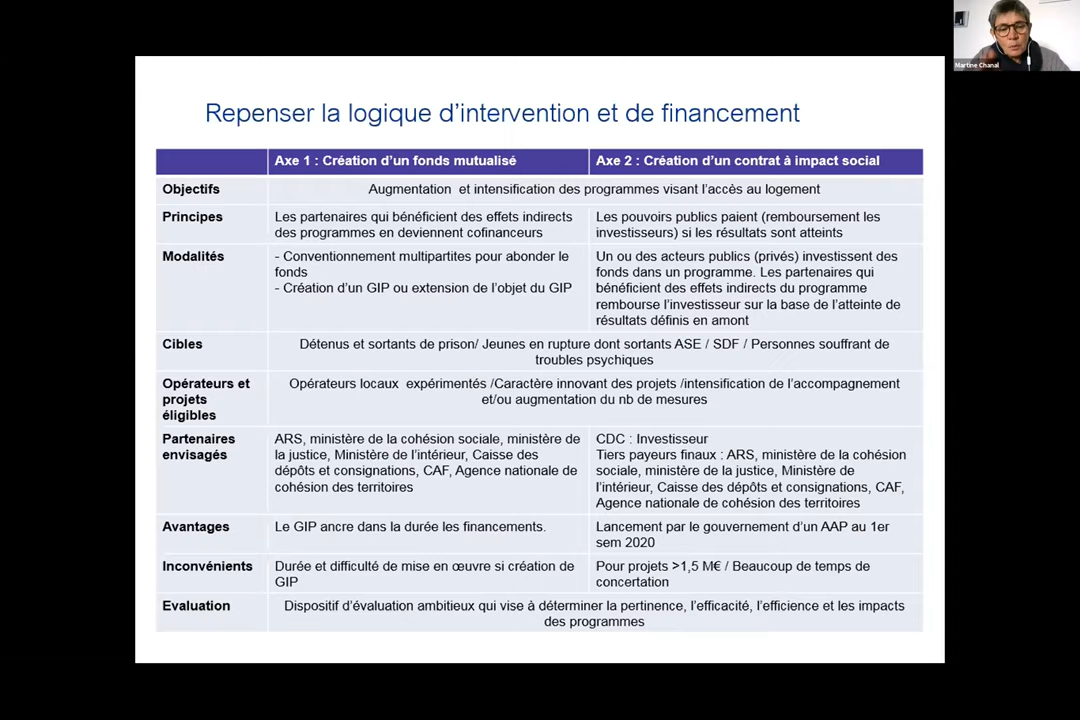 Martine Chanal
Repenser la logique d’intervention et de financement
Axe 1 : Création d’un fonds mutualisé
Axe 2 : Création d’un contrat à impact social
Objectifs
Augmentation et intensification des programmes visant l’accès au logement
Principes
Les partenaires qui bénéficient des effets indirects
des programmes en deviennent cofinanceurs
Les pouvoirs publics paient (remboursement les
investisseurs) si les résultats sont atteints
Modalités
- Conventionnement multipartites pour abonder le
fonds
- Création d’un GIP ou extension de l’objet du GIP
Un ou des acteurs publics (privés) investissent des
fonds dans un programme. Les partenaires qui
bénéficient des effets indirects du programme
rembourse l’investisseur sur la base de l’atteinte de
résultats définis en amont
Cibles
Détenus et sortants de prison/ Jeunes en rupture dont sortants ASE / SDF / Personnes souffrant de
troubles psychiques
Opérateurs et
projets
éligibles
Opérateurs locaux expérimentés /Caractère innovant des projets /intensification de l’accompagnement
et/ou augmentation du nb de mesures
Partenaires
envisagés
ARS, ministère de la cohésion sociale, ministère de
la justice, Ministère de l’intérieur, Caisse des
dépôts et consignations, CAF, Agence nationale de
cohésion des territoires
CDC : Investisseur
Tiers payeurs finaux : ARS, ministère de la cohésion
sociale, ministère de la justice, Ministère de
l’intérieur, Caisse des dépôts et consignations, CAF,
Agence nationale de cohésion des territoires
Avantages
Le GIP ancre dans la durée les financements.
Lancement par le gouvernement d’un AAP au 1er
sem 2020
Inconvénients
Durée et difficulté de mise en œuvre si création de
GIP
Pour projets >1,5 M€ / Beaucoup de temps de
concertation
Evaluation
Dispositif d’évaluation ambitieux qui vise à déterminer la pertinence, l’efficacité, l’efficience et les impacts
des programmes